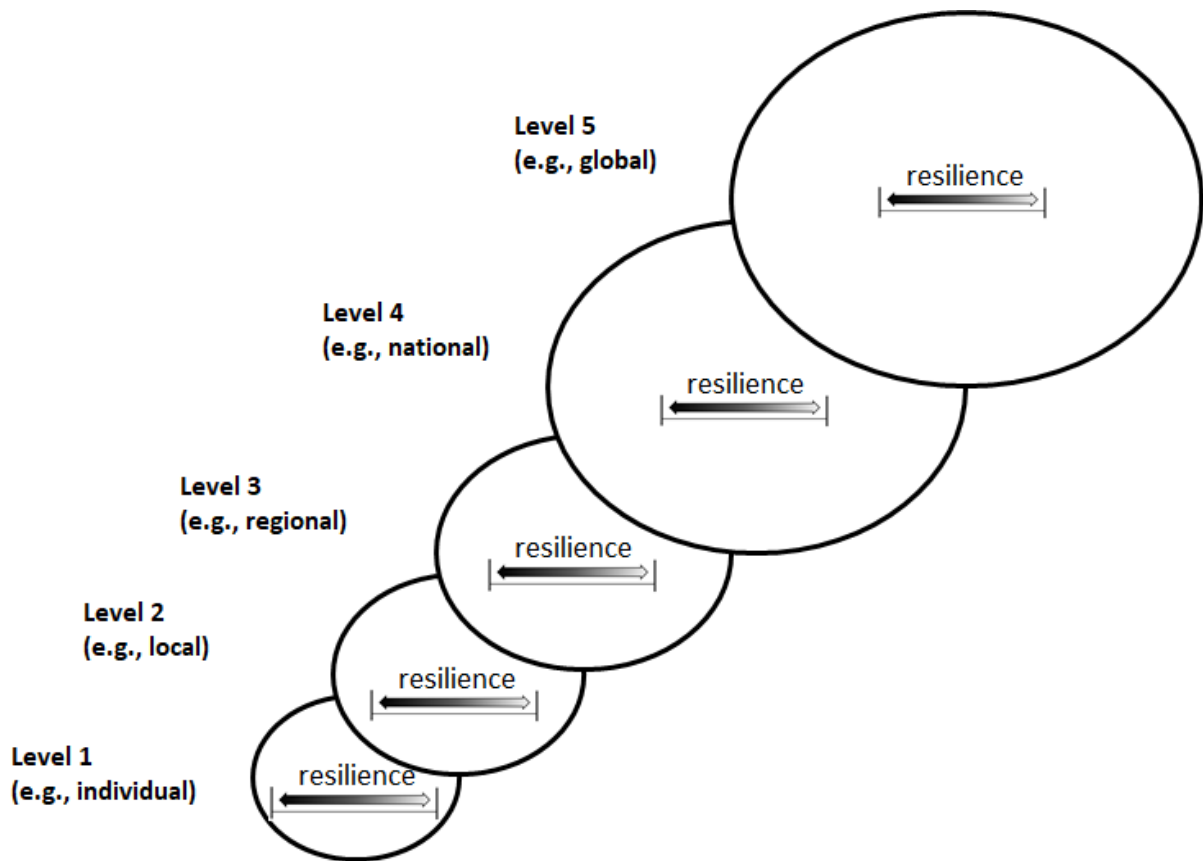 Level 5
(e.g., global)
resilience
Level 4
(e.g., national)
resilience
Level 3
(e.g., regional)
resilience
Level 2
(e.g., local)
resilience
Level 1
(e.g., individual)
resilience